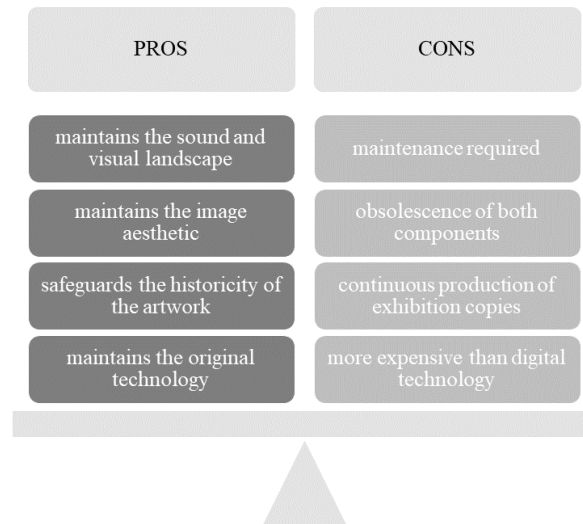 PROS
CONS
maintains the sound and
visual landscape
maintenance required
maintains the image
aesthetic
obsolescence of both
components
safeguards the historicity of
the artwork
continuous production of
exhibition copies
maintains the original
technology
more expensive than digital
technology